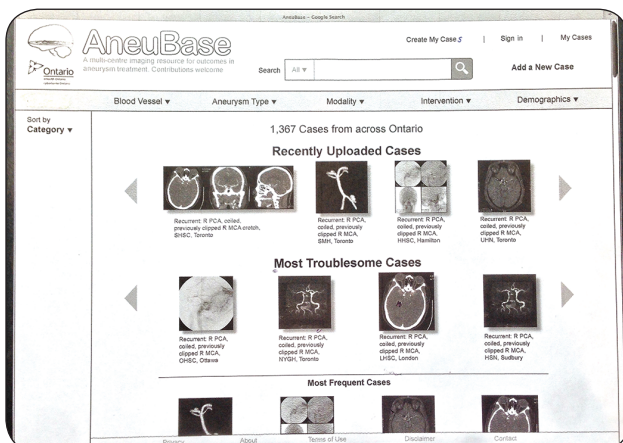 AneuBase – Google Search
AneuBase
A multi-centre imaging resource for outcomes in
aneurysm treatment. Contributions welcome
Ontario
Create My Case S | Sign in | My Cases
Search All ▼
Add a New Case
Blood Vessel ▼ Aneurysm Type ▼ Modality ▼ Intervention ▼ Demographics ▼
Sort by
Category ▼
1,367 Cases from across Ontario
Recently Uploaded Cases
Recurrent: R PCA, coiled,
previously clipped R MCA crotch,
SHSC, Toronto
Recurrent: R PCA,
coiled, previously
clipped R MCA,
SMH, Toronto
Recurrent: R PCA,
coiled, previously
clipped R MCA,
HHSC, Hamilton
Recurrent: R PCA,
coiled, previously
clipped R MCA,
UHN, Toronto
Most Troublesome Cases
Recurrent: R PCA,
coiled, previously
clipped R MCA,
OHSC, Ottawa
Recurrent: R PCA,
coiled, previously
clipped R MCA,
NYGH, Toronto
Recurrent: R PCA,
coiled, previously
clipped R MCA,
LHSC, London
Recurrent: R PCA,
coiled, previously
clipped R MCA,
HSN, Sudbury
Most Frequent Cases
Privacy About Terms of Use Disclaimer Contact